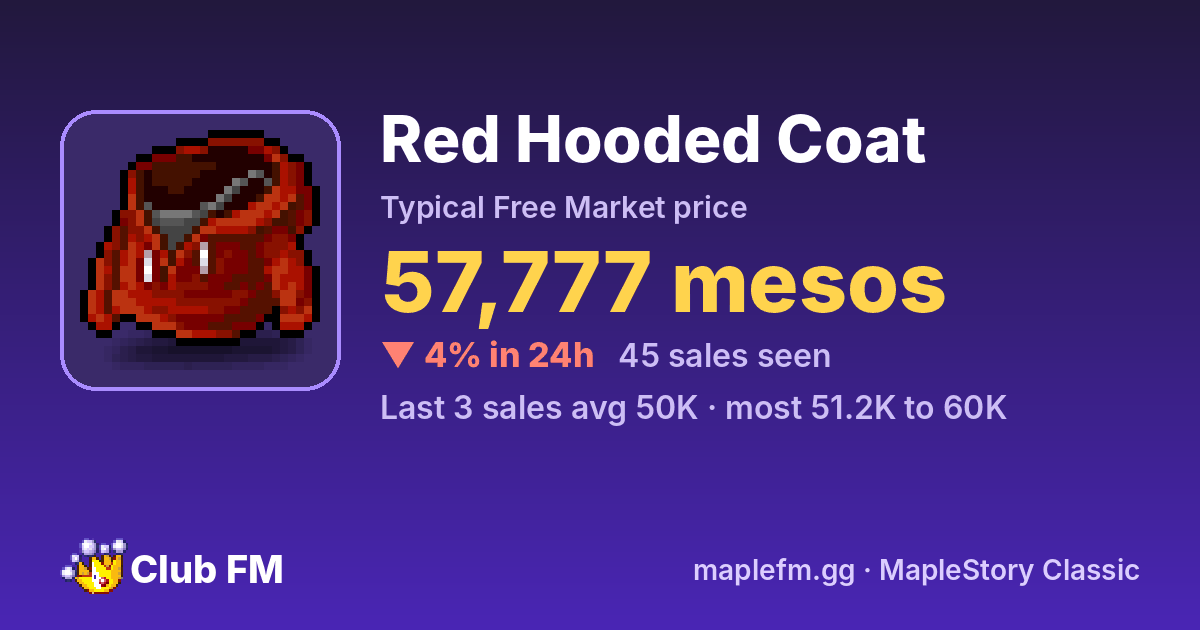 Red Hooded Coat
Typical Free Market price
57,777 mesos
▼ 4% in 24h 45 sales seen
Last 3 sales avg 50K · most 51.2K to 60K
Club FM
maplefm.gg · MapleStory Classic